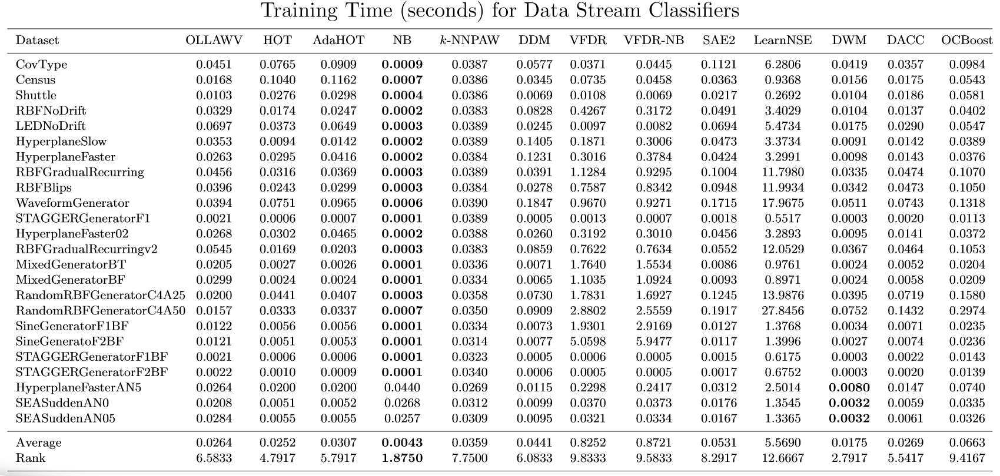 Training Time (seconds) for Data Stream Classifiers
Dataset OLLAWV HOT AdaHOT NB k-NNPAW DDM VFDR VFDR-NB SAE2 LearnNSE DWM DACC OCBoost
CovType 0.0451 0.0765 0.0909 0.0009 0.0387 0.0577 0.0371 0.0445 0.1121 6.2806 0.0419 0.0357 0.0984
Census 0.0168 0.1040 0.1162 0.0007 0.0386 0.0345 0.0735 0.0458 0.0363 0.9368 0.0156 0.0175 0.0543
Shuttle 0.0103 0.0276 0.0298 0.0004 0.0386 0.0069 0.0108 0.0069 0.0217 0.2692 0.0104 0.0186 0.0581
RBFNoDrift 0.0329 0.0174 0.0247 0.0002 0.0383 0.0828 0.4267 0.3172 0.0491 3.4029 0.0104 0.0137 0.0402
LEDNoDrift 0.0697 0.0373 0.0649 0.0003 0.0389 0.0245 0.0097 0.0082 0.0694 5.4734 0.0175 0.0290 0.0547
HyperplaneSlow 0.0353 0.0094 0.0142 0.0002 0.0389 0.1405 0.1871 0.3006 0.0473 3.3734 0.0091 0.0142 0.0389
HyperplaneFaster 0.0263 0.0295 0.0416 0.0002 0.0384 0.1231 0.3016 0.3784 0.0424 3.2991 0.0098 0.0143 0.0376
RBFGradualRecurring 0.0456 0.0316 0.0369 0.0003 0.0389 0.0391 1.1284 0.9295 0.1004 11.7980 0.0335 0.0474 0.1070
RBFBlips 0.0396 0.0243 0.0299 0.0003 0.0384 0.0278 0.7587 0.8342 0.0948 11.9934 0.0342 0.0473 0.1050
WaveformGenerator 0.0394 0.0751 0.0965 0.0006 0.0390 0.1847 0.9670 0.9271 0.1715 17.9675 0.0511 0.0743 0.1318
STAGGERGeneratorF1 0.0021 0.0006 0.0007 0.0001 0.0389 0.0005 0.0013 0.0007 0.0018 0.5517 0.0003 0.0020 0.0113
HyperplaneFaster02 0.0268 0.0302 0.0465 0.0002 0.0388 0.0260 0.3192 0.3010 0.0456 3.2893 0.0095 0.0141 0.0372
RBFGradualRecurringv2 0.0545 0.0169 0.0203 0.0003 0.0383 0.0859 0.7622 0.7634 0.0552 12.0529 0.0367 0.0464 0.1053
MixedGeneratorBT 0.0205 0.0027 0.0026 0.0001 0.0336 0.0071 1.7640 1.5534 0.0086 0.9761 0.0024 0.0052 0.0204
MixedGeneratorBF 0.0299 0.0024 0.0024 0.0001 0.0334 0.0065 1.1035 1.0924 0.0093 0.8971 0.0024 0.0058 0.0209
RandomRBFGeneratorC4A25 0.0200 0.0441 0.0407 0.0003 0.0358 0.0730 1.7831 1.6927 0.1245 13.9876 0.0395 0.0719 0.1580
RandomRBFGeneratorC4A50 0.0157 0.0333 0.0337 0.0007 0.0350 0.0909 2.8802 2.5559 0.1917 27.8456 0.0752 0.1432 0.2974
SineGeneratorF1BF 0.0122 0.0056 0.0056 0.0001 0.0334 0.0073 1.9301 2.9169 0.0127 1.3768 0.0034 0.0071 0.0235
SineGeneratoF2BF 0.0121 0.0051 0.0053 0.0001 0.0314 0.0077 5.0598 5.9477 0.0117 1.3996 0.0027 0.0074 0.0236
STAGGERGeneratorF1BF 0.0021 0.0006 0.0006 0.0001 0.0323 0.0005 0.0006 0.0005 0.0015 0.6175 0.0003 0.0022 0.0143
STAGGERGeneratorF2BF 0.0022 0.0010 0.0009 0.0001 0.0340 0.0006 0.0005 0.0005 0.0017 0.6752 0.0003 0.0020 0.0139
HyperplaneFasterAN5 0.0264 0.0200 0.0200 0.0440 0.0269 0.0115 0.2298 0.2417 0.0312 2.5014 0.0080 0.0147 0.0740
SEASuddenAN0 0.0208 0.0051 0.0052 0.0268 0.0312 0.0099 0.0370 0.0373 0.0176 1.3545 0.0032 0.0059 0.0335
SEASuddenAN05 0.0284 0.0055 0.0055 0.0257 0.0309 0.0095 0.0321 0.0334 0.0167 1.3365 0.0032 0.0061 0.0326
Average 0.0264 0.0252 0.0307 0.0043 0.0359 0.0441 0.8252 0.8721 0.0531 5.5690 0.0175 0.0269 0.0663
Rank 6.5833 4.7917 5.7917 1.8750 7.7500 6.0833 9.8333 9.5833 8.2917 12.6667 2.7917 5.5417 9.4167